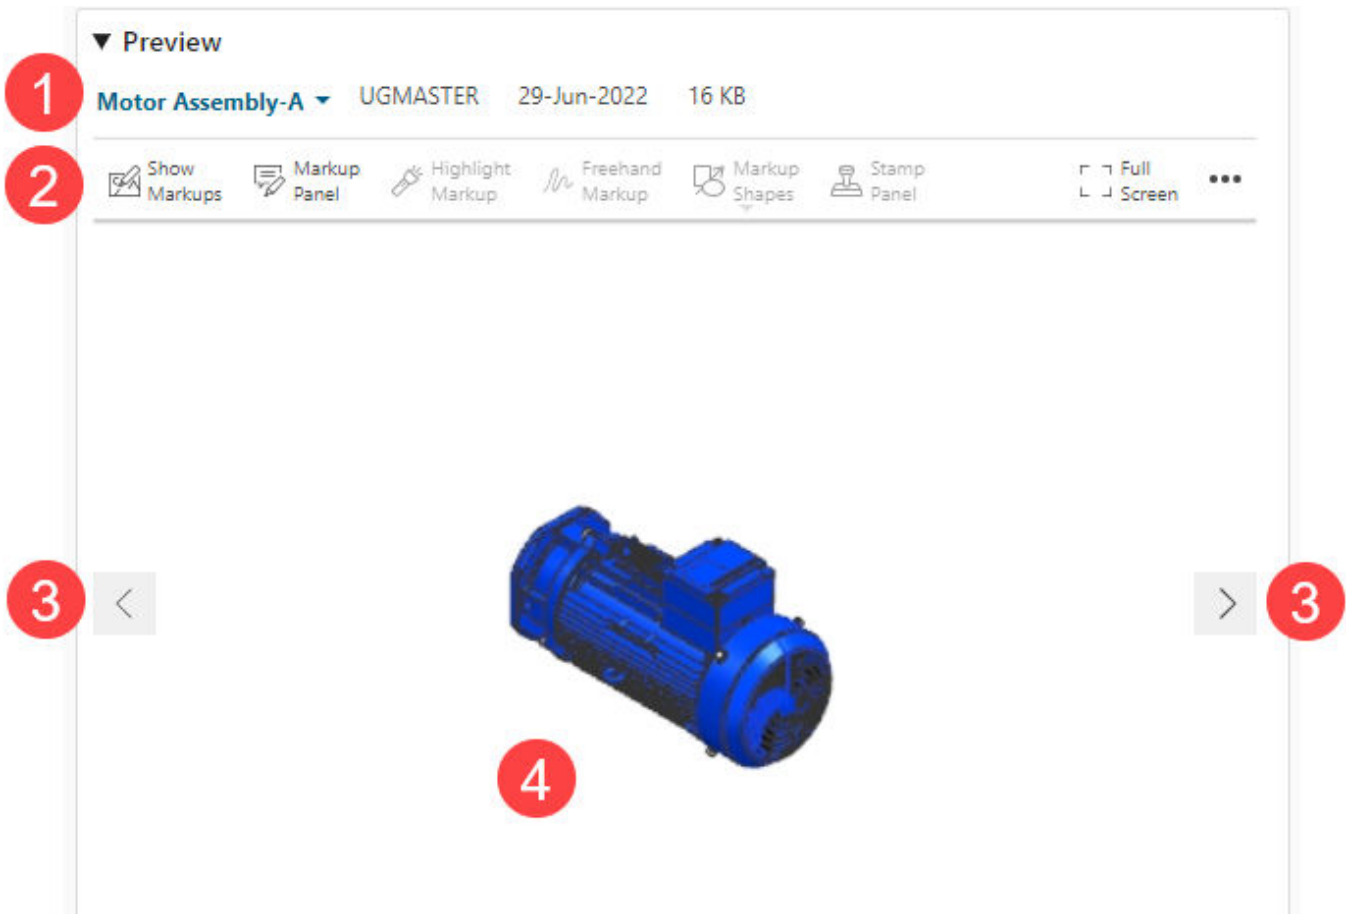 Preview
1
Motor Assembly-A UGMASTER 29-Jun-2022 16 KB
2
Show Markups
Markup Panel
Highlight Markup
Freehand Markup
Markup Shapes
Stamp Panel
Full Screen
3
3
4